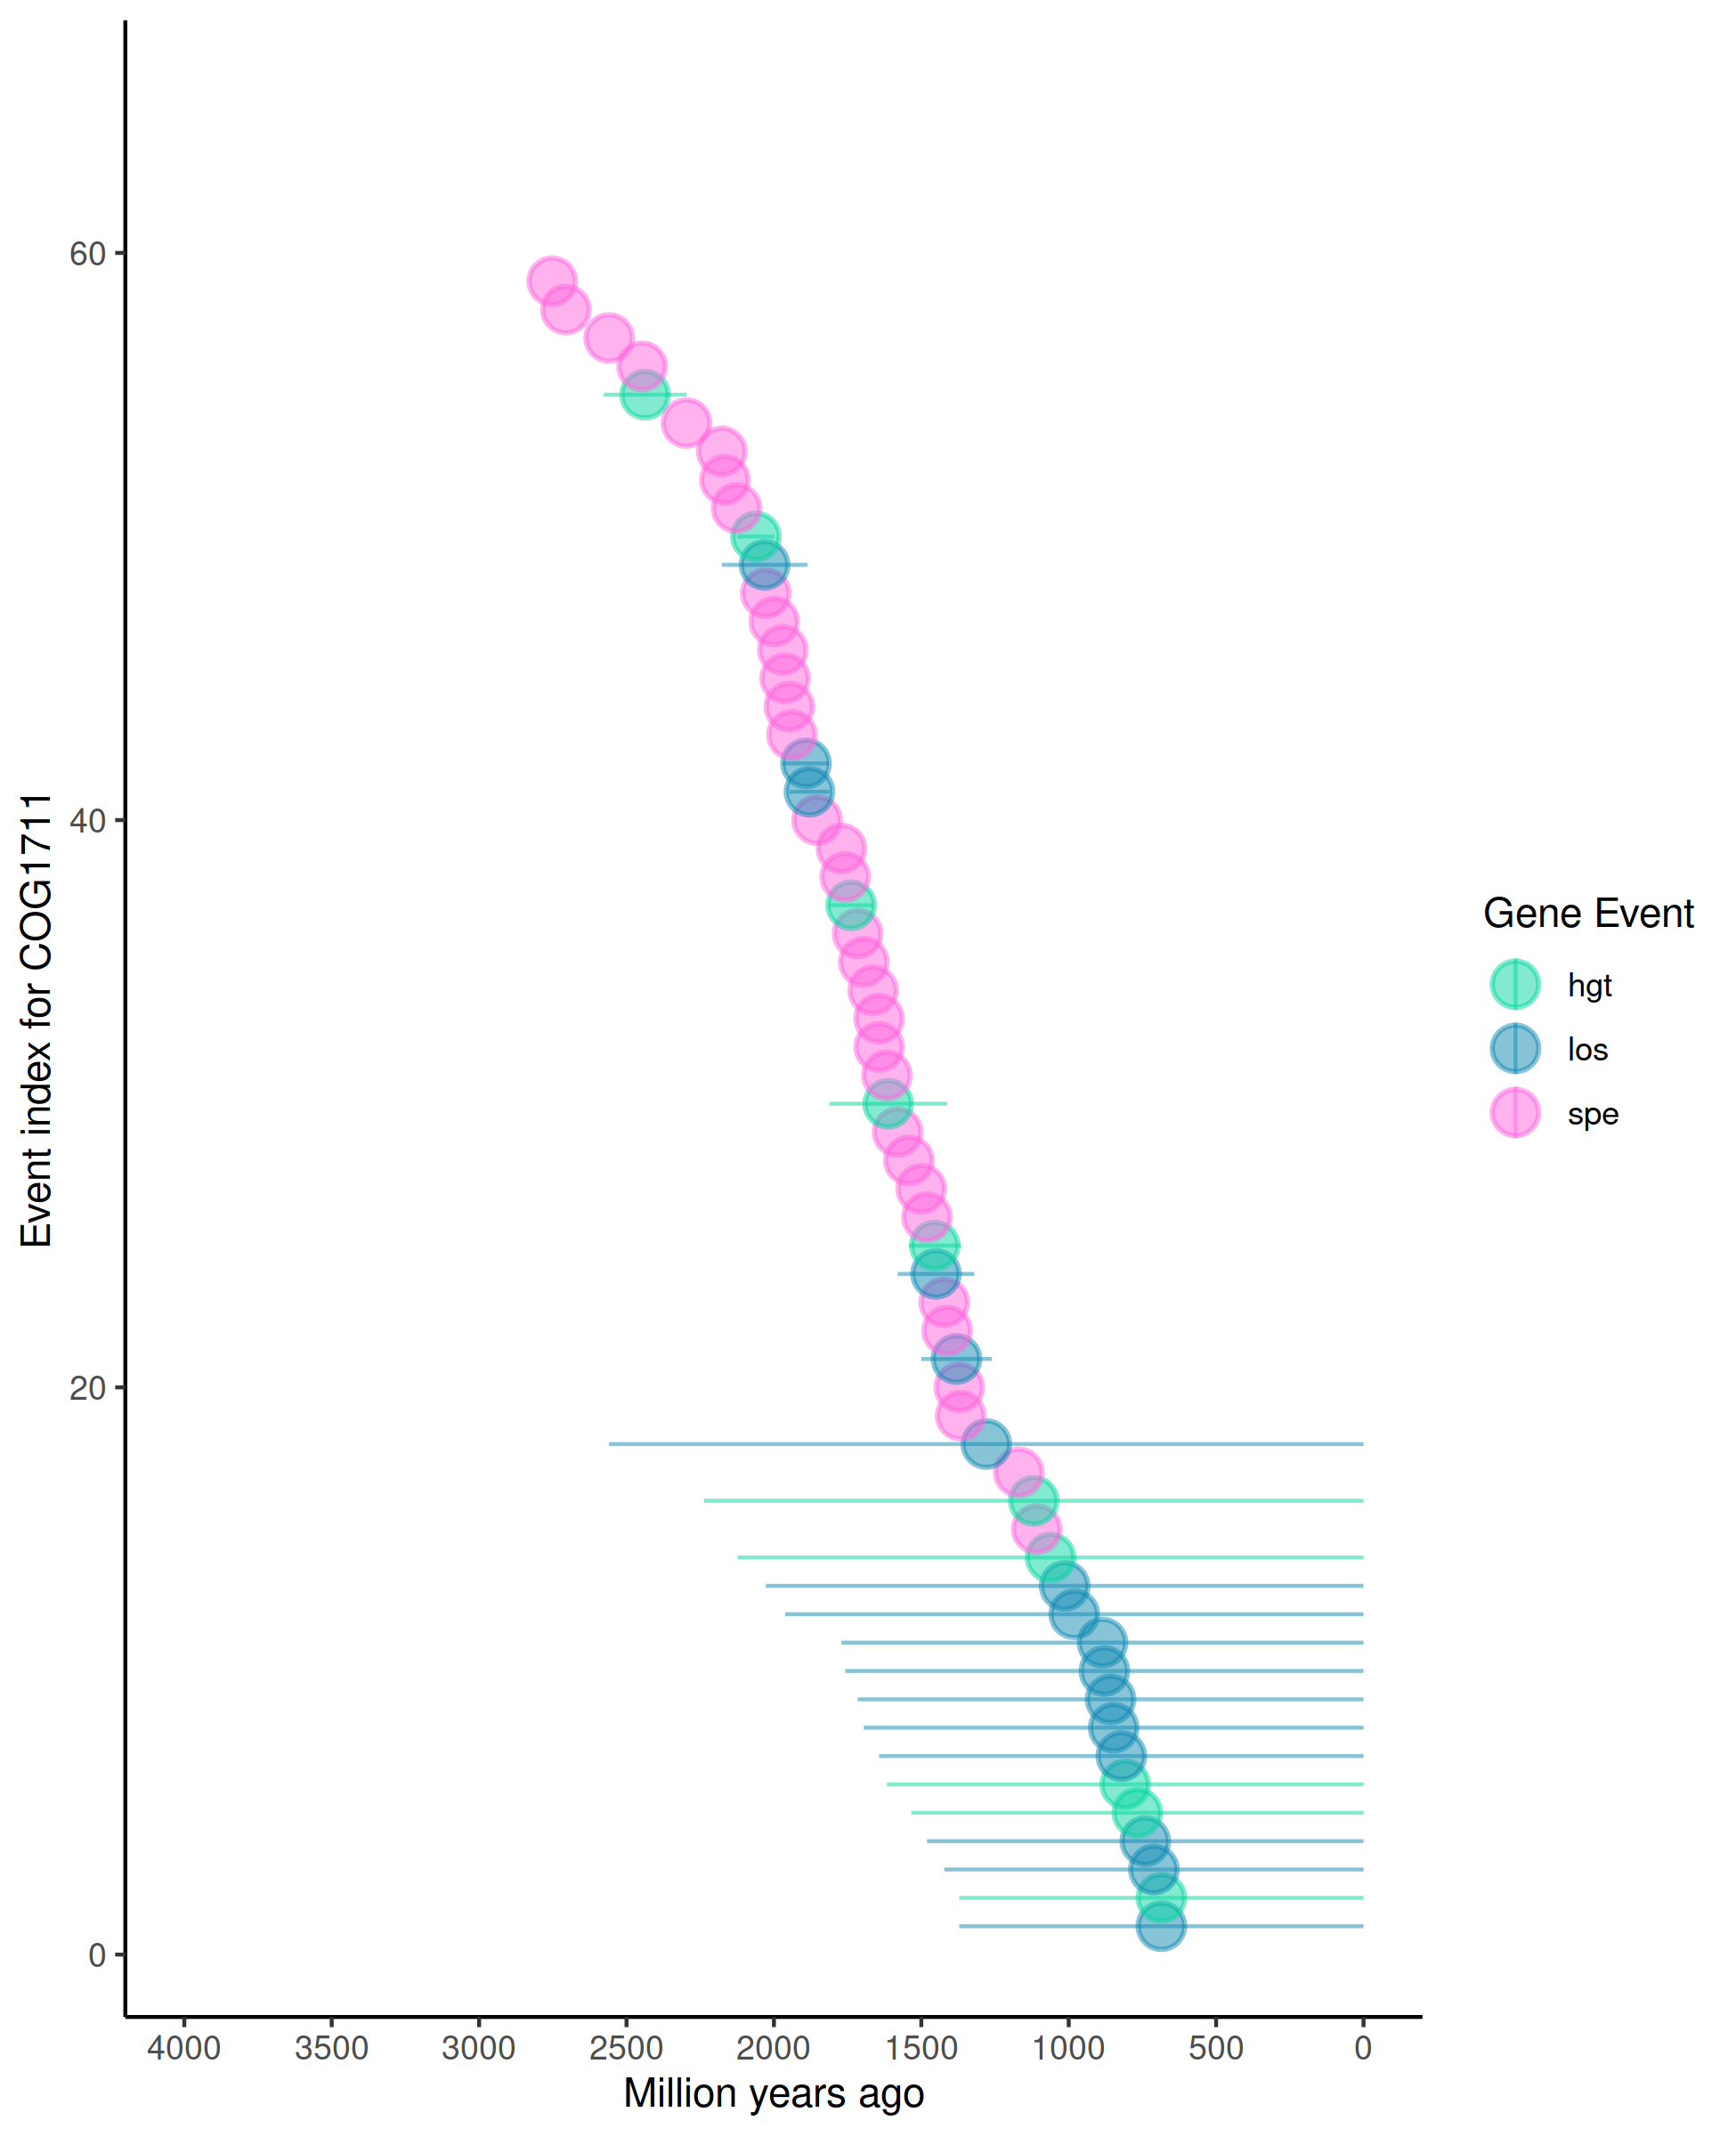 60
40
20
0
Event index for COG1711
4000 3500 3000 2500 2000 1500 1000 500 0
Million years ago
Gene Event
hgt
los
spe